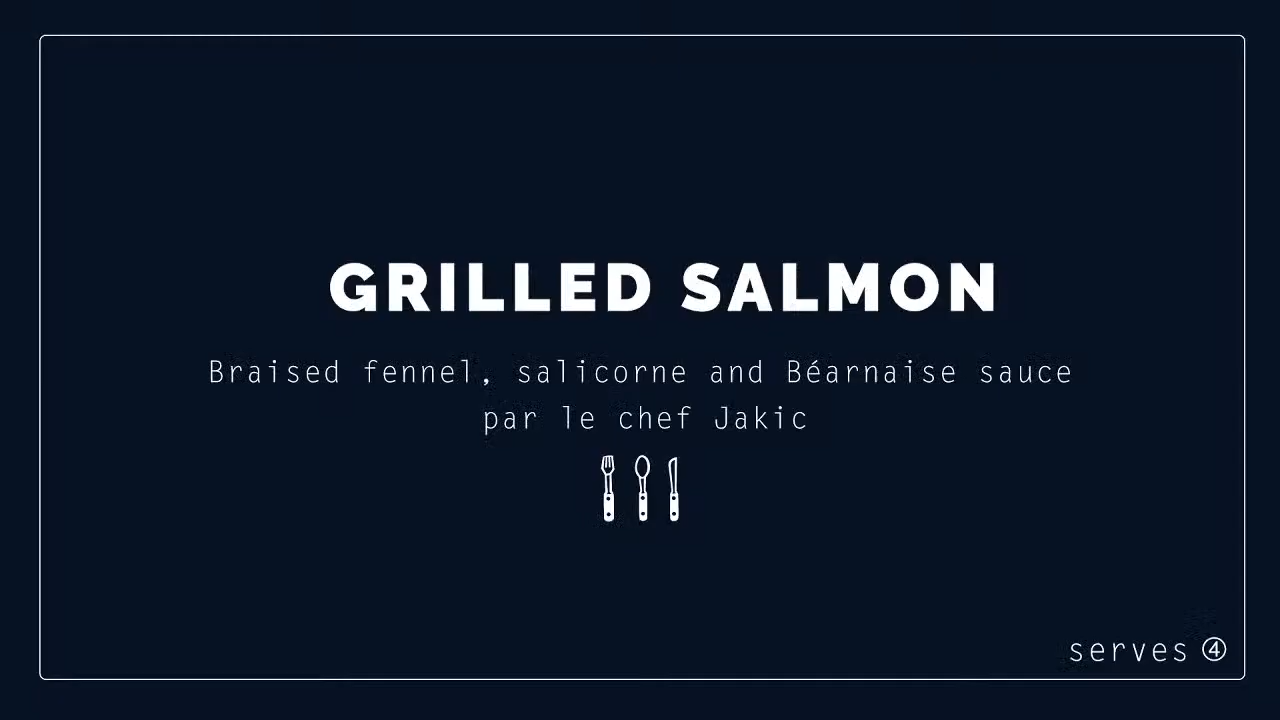 GRILLED SALMON
Braised fennel, salicorne and Béarnaise sauce
par le chef Jakic
serves ④